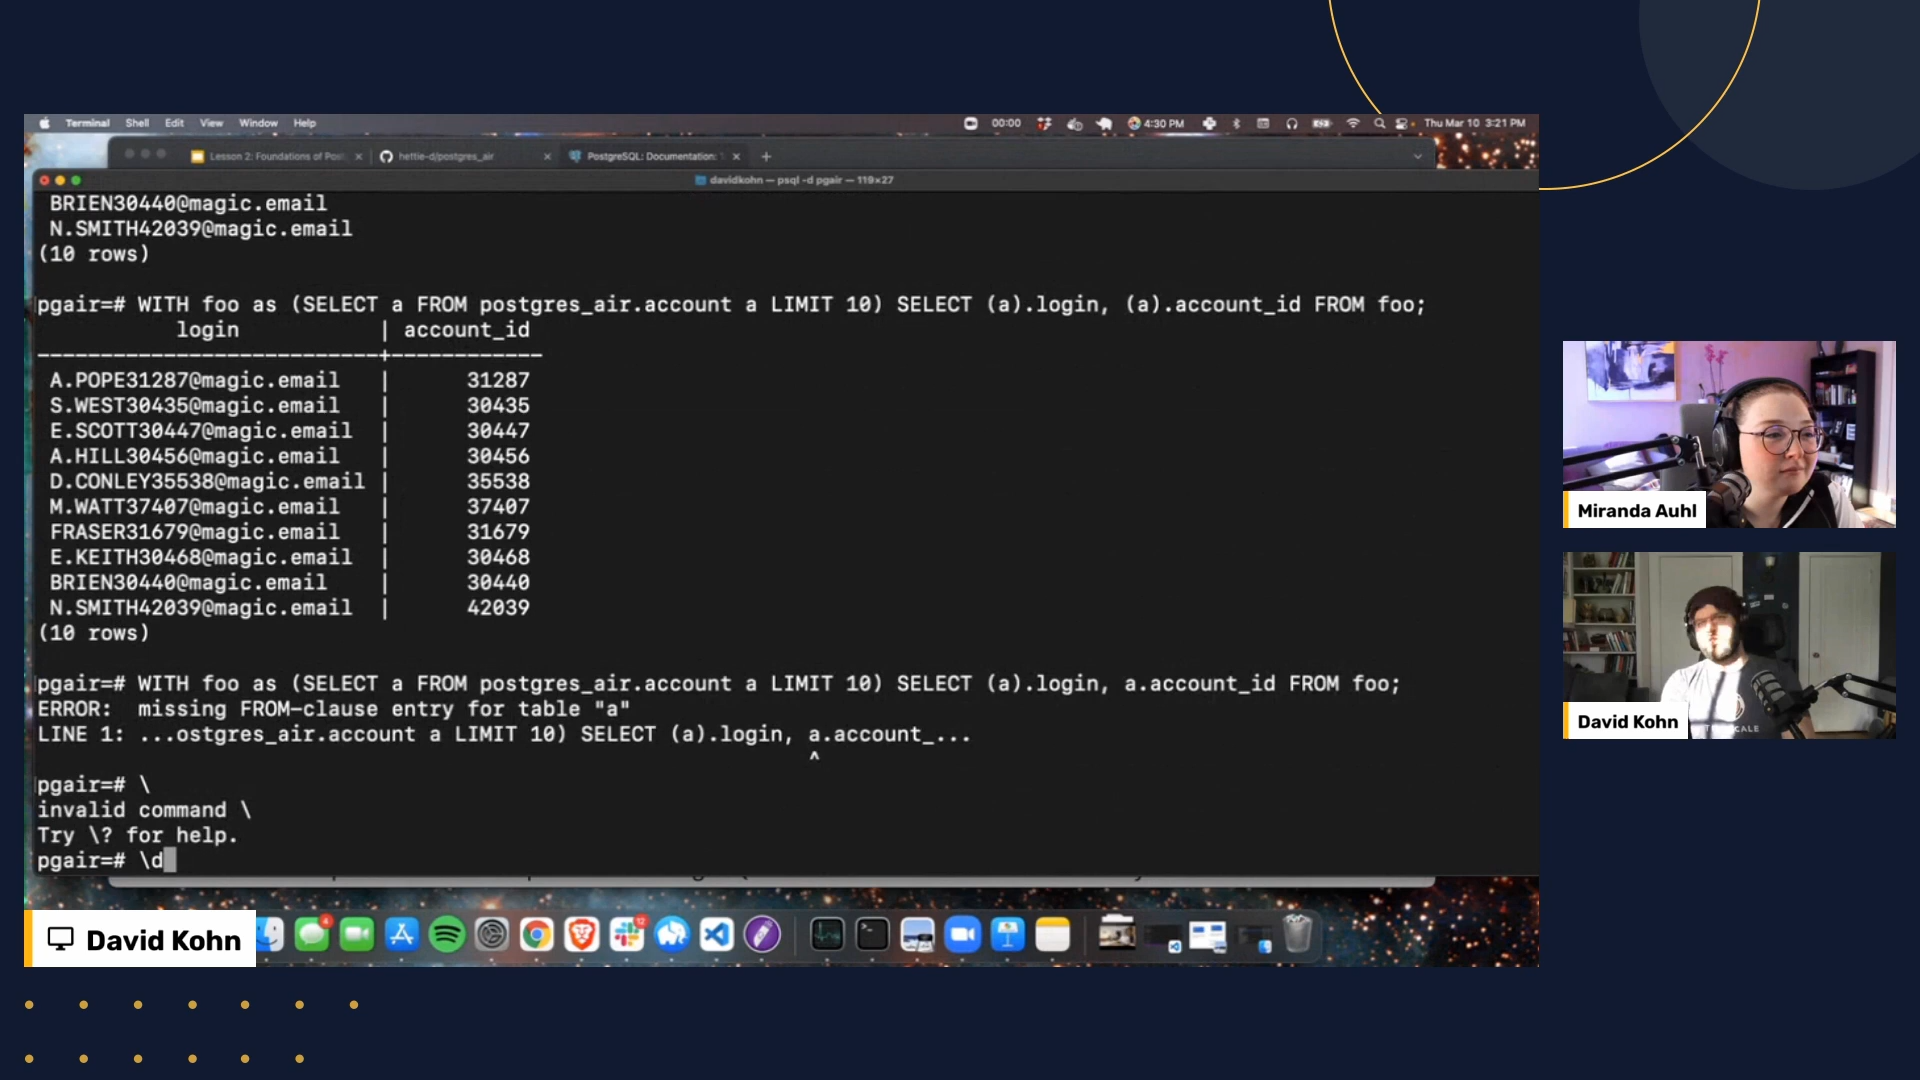 Terminal Shell Edit View Window Help 00:00 4:30 PM Thu Mar 10 3:21 PM
Lesson 2: Foundations of Post hettie-d/postgres_air PostgreSQL: Documentation:
davidkohn — psql -d pgair — 119×27
BRIEN30440@magic.email
N.SMITH42039@magic.email
(10 rows)
pgair=# WITH foo as (SELECT a FROM postgres_air.account a LIMIT 10) SELECT (a).login, (a).account_id FROM foo;
login | account_id
---------------------------+------------
A.POPE31287@magic.email | 31287
S.WEST30435@magic.email | 30435
E.SCOTT30447@magic.email | 30447
A.HILL30456@magic.email | 30456
D.CONLEY35538@magic.email | 35538
M.WATT37407@magic.email | 37407
FRASER31679@magic.email | 31679
E.KEITH30468@magic.email | 30468
BRIEN30440@magic.email | 30440
N.SMITH42039@magic.email | 42039
(10 rows)
pgair=# WITH foo as (SELECT a FROM postgres_air.account a LIMIT 10) SELECT (a).login, a.account_id FROM foo;
ERROR: missing FROM-clause entry for table "a"
LINE 1: ...ostgres_air.account a LIMIT 10) SELECT (a).login, a.account_...
^
pgair=# \
invalid command \
Try \? for help.
pgair=# \d
David Kohn
Miranda Auhl
David Kohn